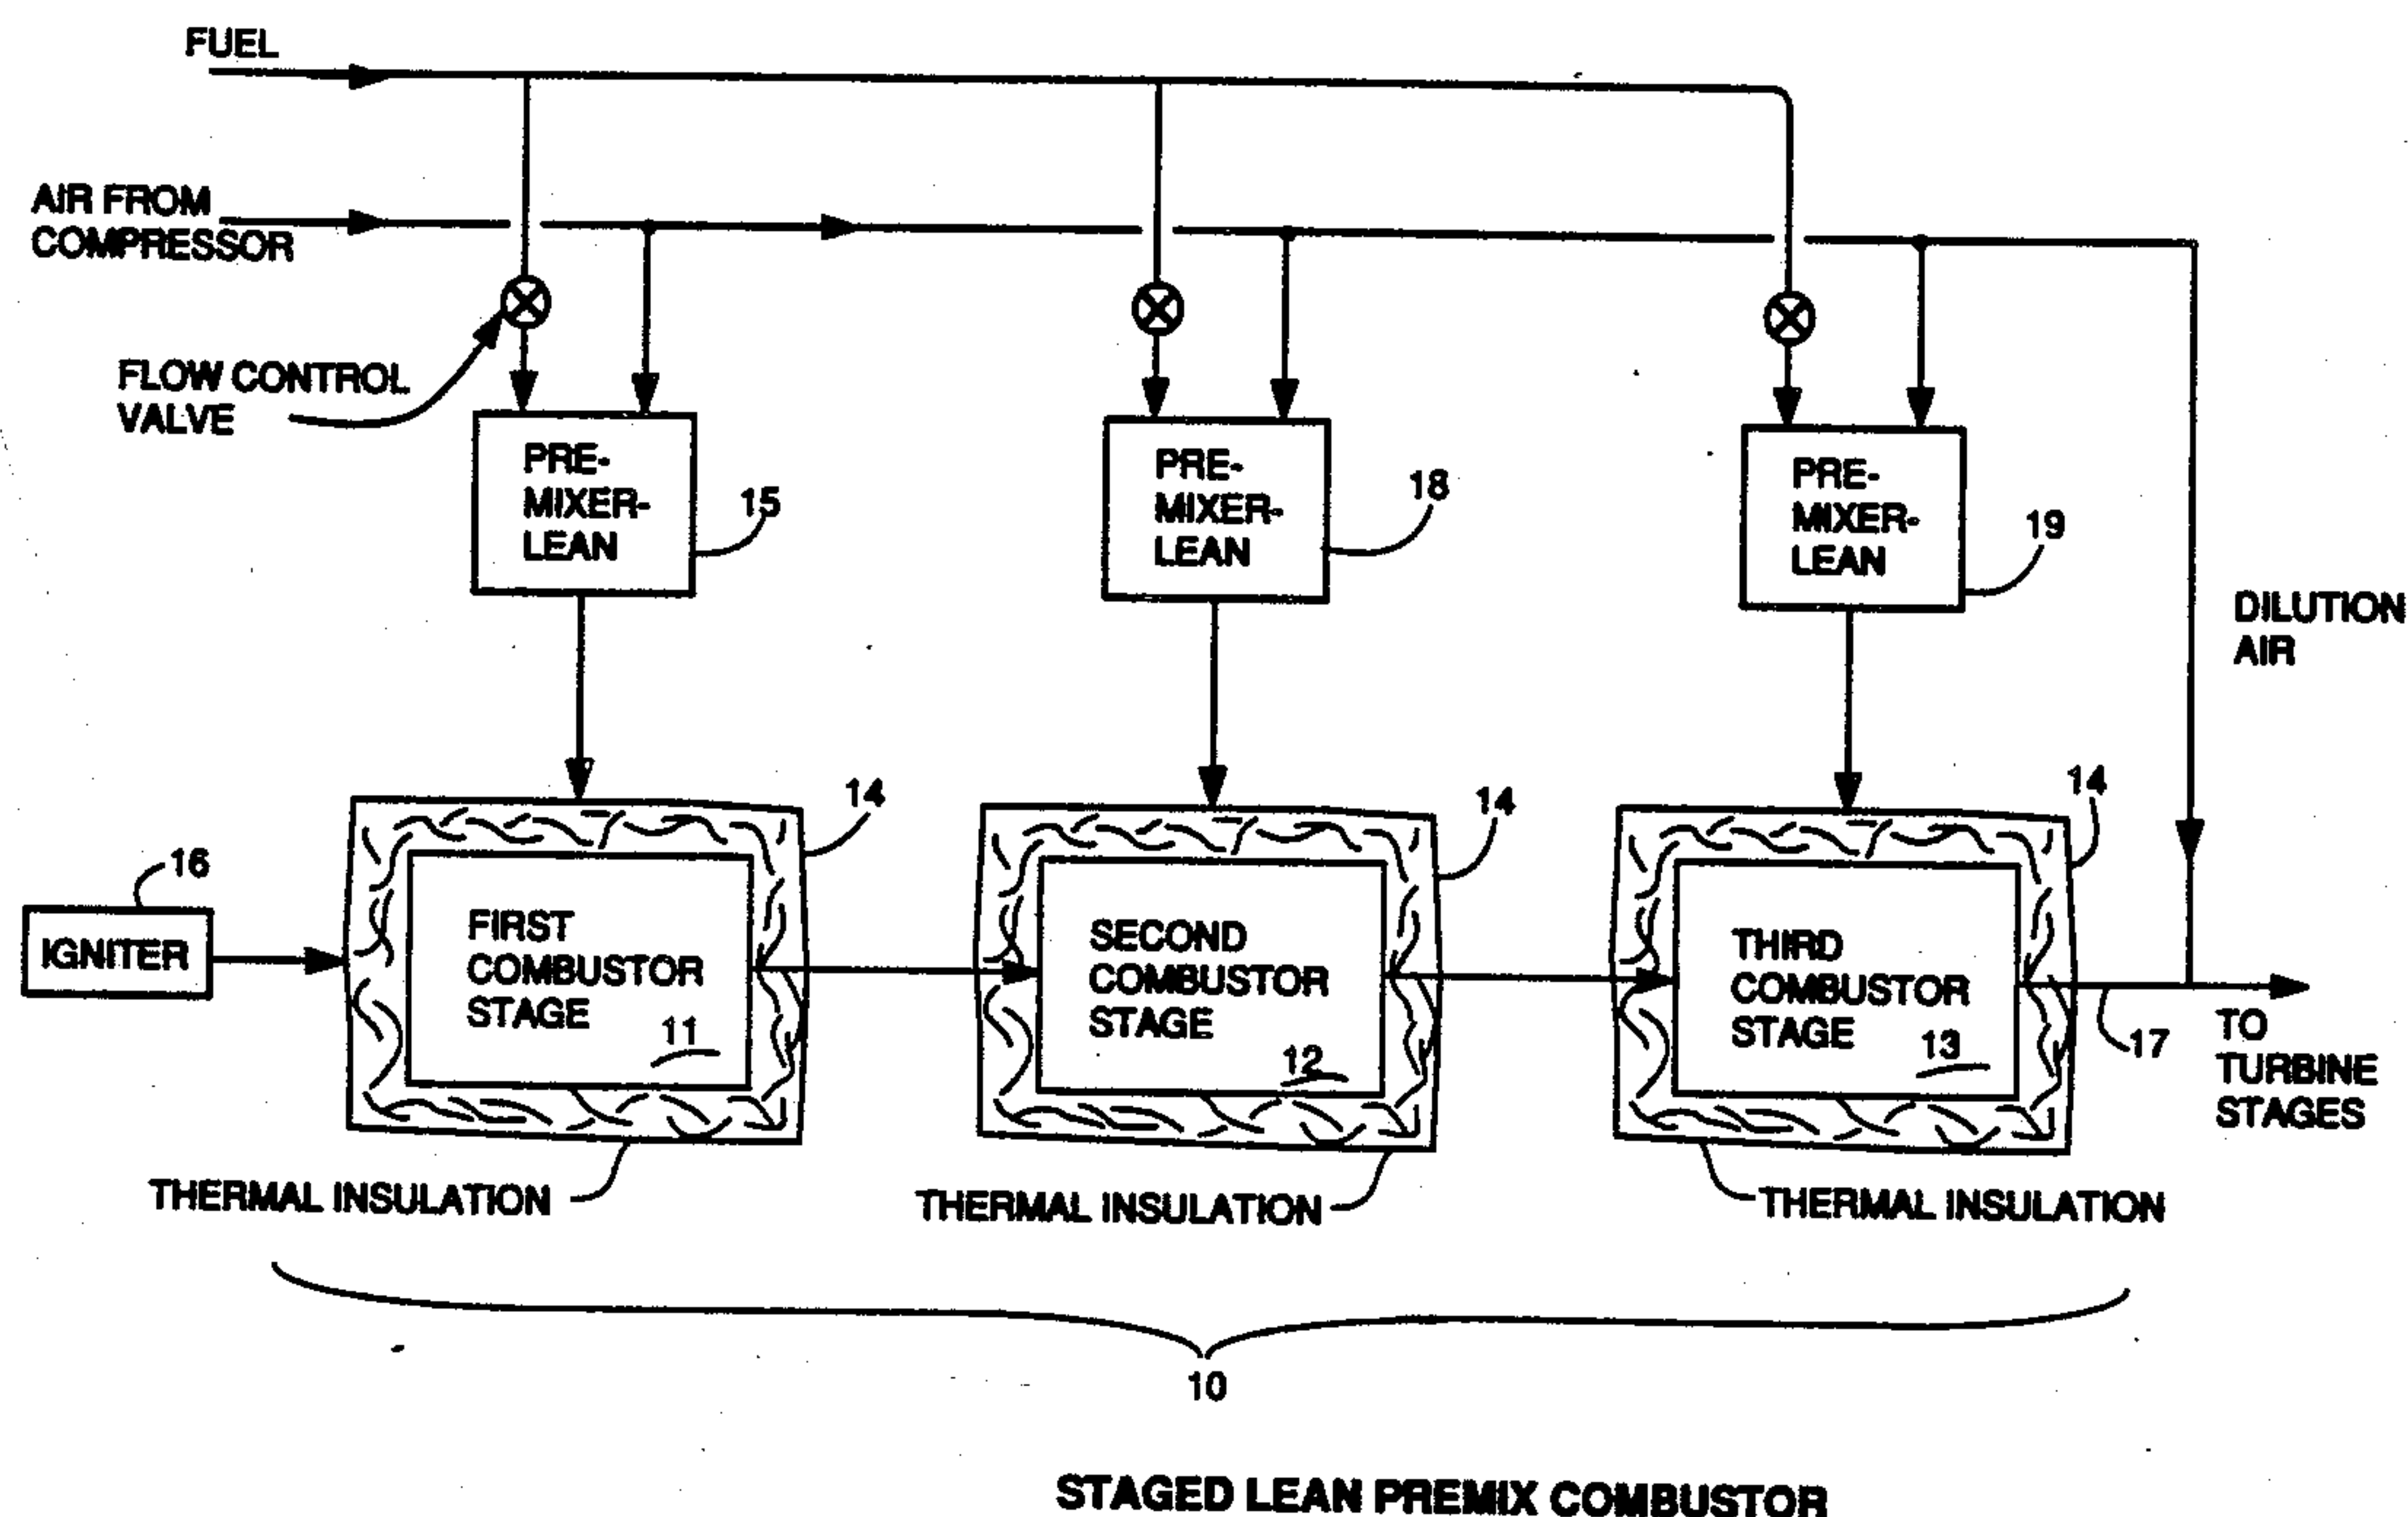 FUEL
AIR FROM
COMPRESSOR
FLOW CONTROL
VALVE
PRE-
MIXER-
LEAN
15
PRE-
MIXER-
LEAN
18
PRE-
MIXER-
LEAN
19
DILUTION
AIR
14
14
14
16
IGNITER
FIRST
COMBUSTOR
STAGE
11
SECOND
COMBUSTOR
STAGE
12
THIRD
COMBUSTOR
STAGE
13
17
TO
TURBINE
STAGES
THERMAL INSULATION
THERMAL INSULATION
THERMAL INSULATION
10
STAGED LEAN PREMIX COMBUSTOR